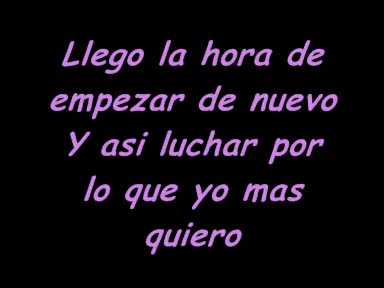 Llego la hora de
empezar de nuevo
Y asi luchar por
lo que yo mas
quiero